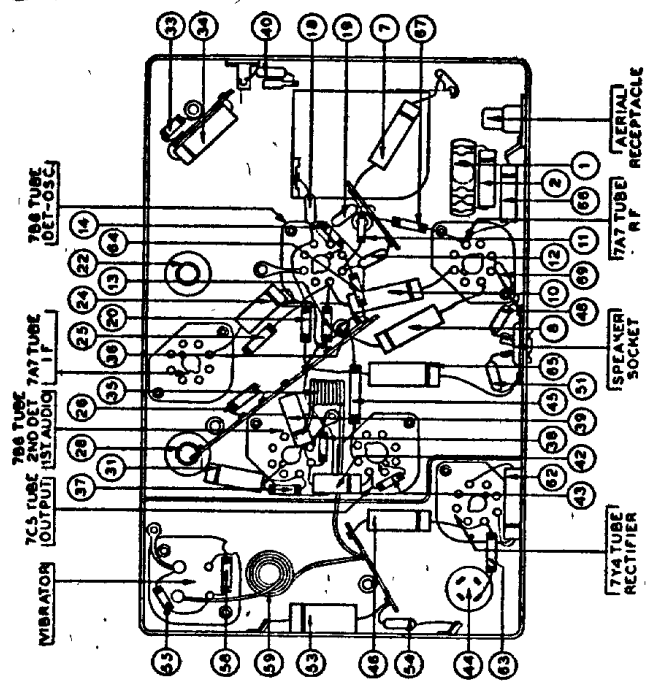 VIBRATOR
7C5 TUBE
OUTPUT
7B6 TUBE
2ND DET
1ST AUDIO
7A7 TUBE
I F
7B8 TUBE
DET-OSC
37
31
28
26
35
36
25
20
24
13
22
64
14
33
34
40
18
19
7
67
55
58
59
53
46
54
44
63
62
43
42
38
39
45
65
51
8
48
10
69
12
11
66
2
1
7Y4 TUBE
RECTIFIER
SPEAKER
SOCKET
7A7 TUBE
RF
AERIAL
RECEPTACLE